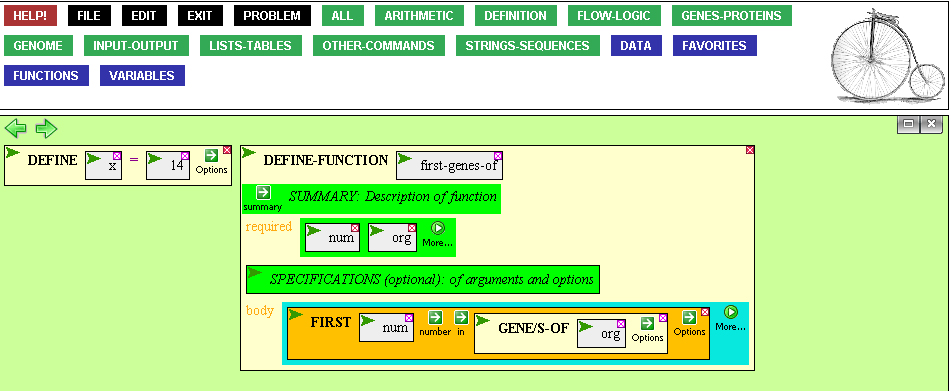 HELP! FILE EDIT EXIT PROBLEM ALL ARITHMETIC DEFINITION FLOW-LOGIC GENES-PROTEINS
GENOME INPUT-OUTPUT LISTS-TABLES OTHER-COMMANDS STRINGS-SEQUENCES DATA FAVORITES
FUNCTIONS VARIABLES
DEFINE x = 14 Options
DEFINE-FUNCTION first-genes-of
summary SUMMARY: Description of function
required num org More...
SPECIFICATIONS (optional): of arguments and options
body FIRST num number in GENE/S-OF org Options Options More...